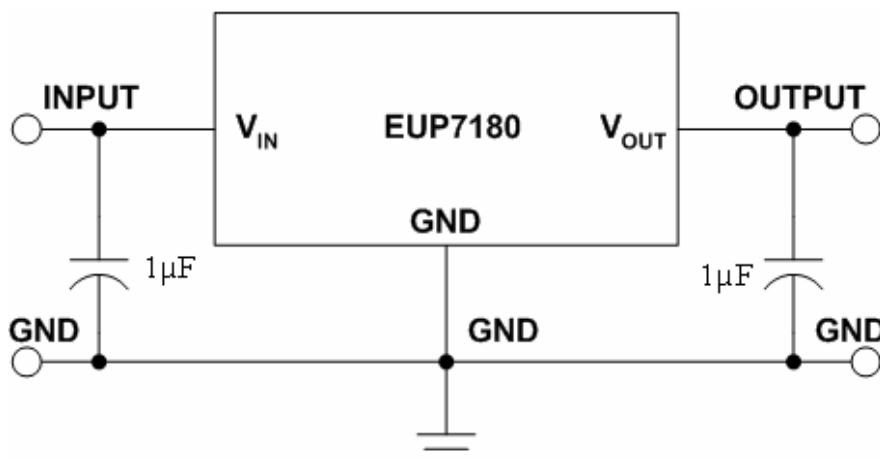 INPUT
OUTPUT
VIN
EUP7180
VOUT
GND
1μF
1μF
GND
GND
GND